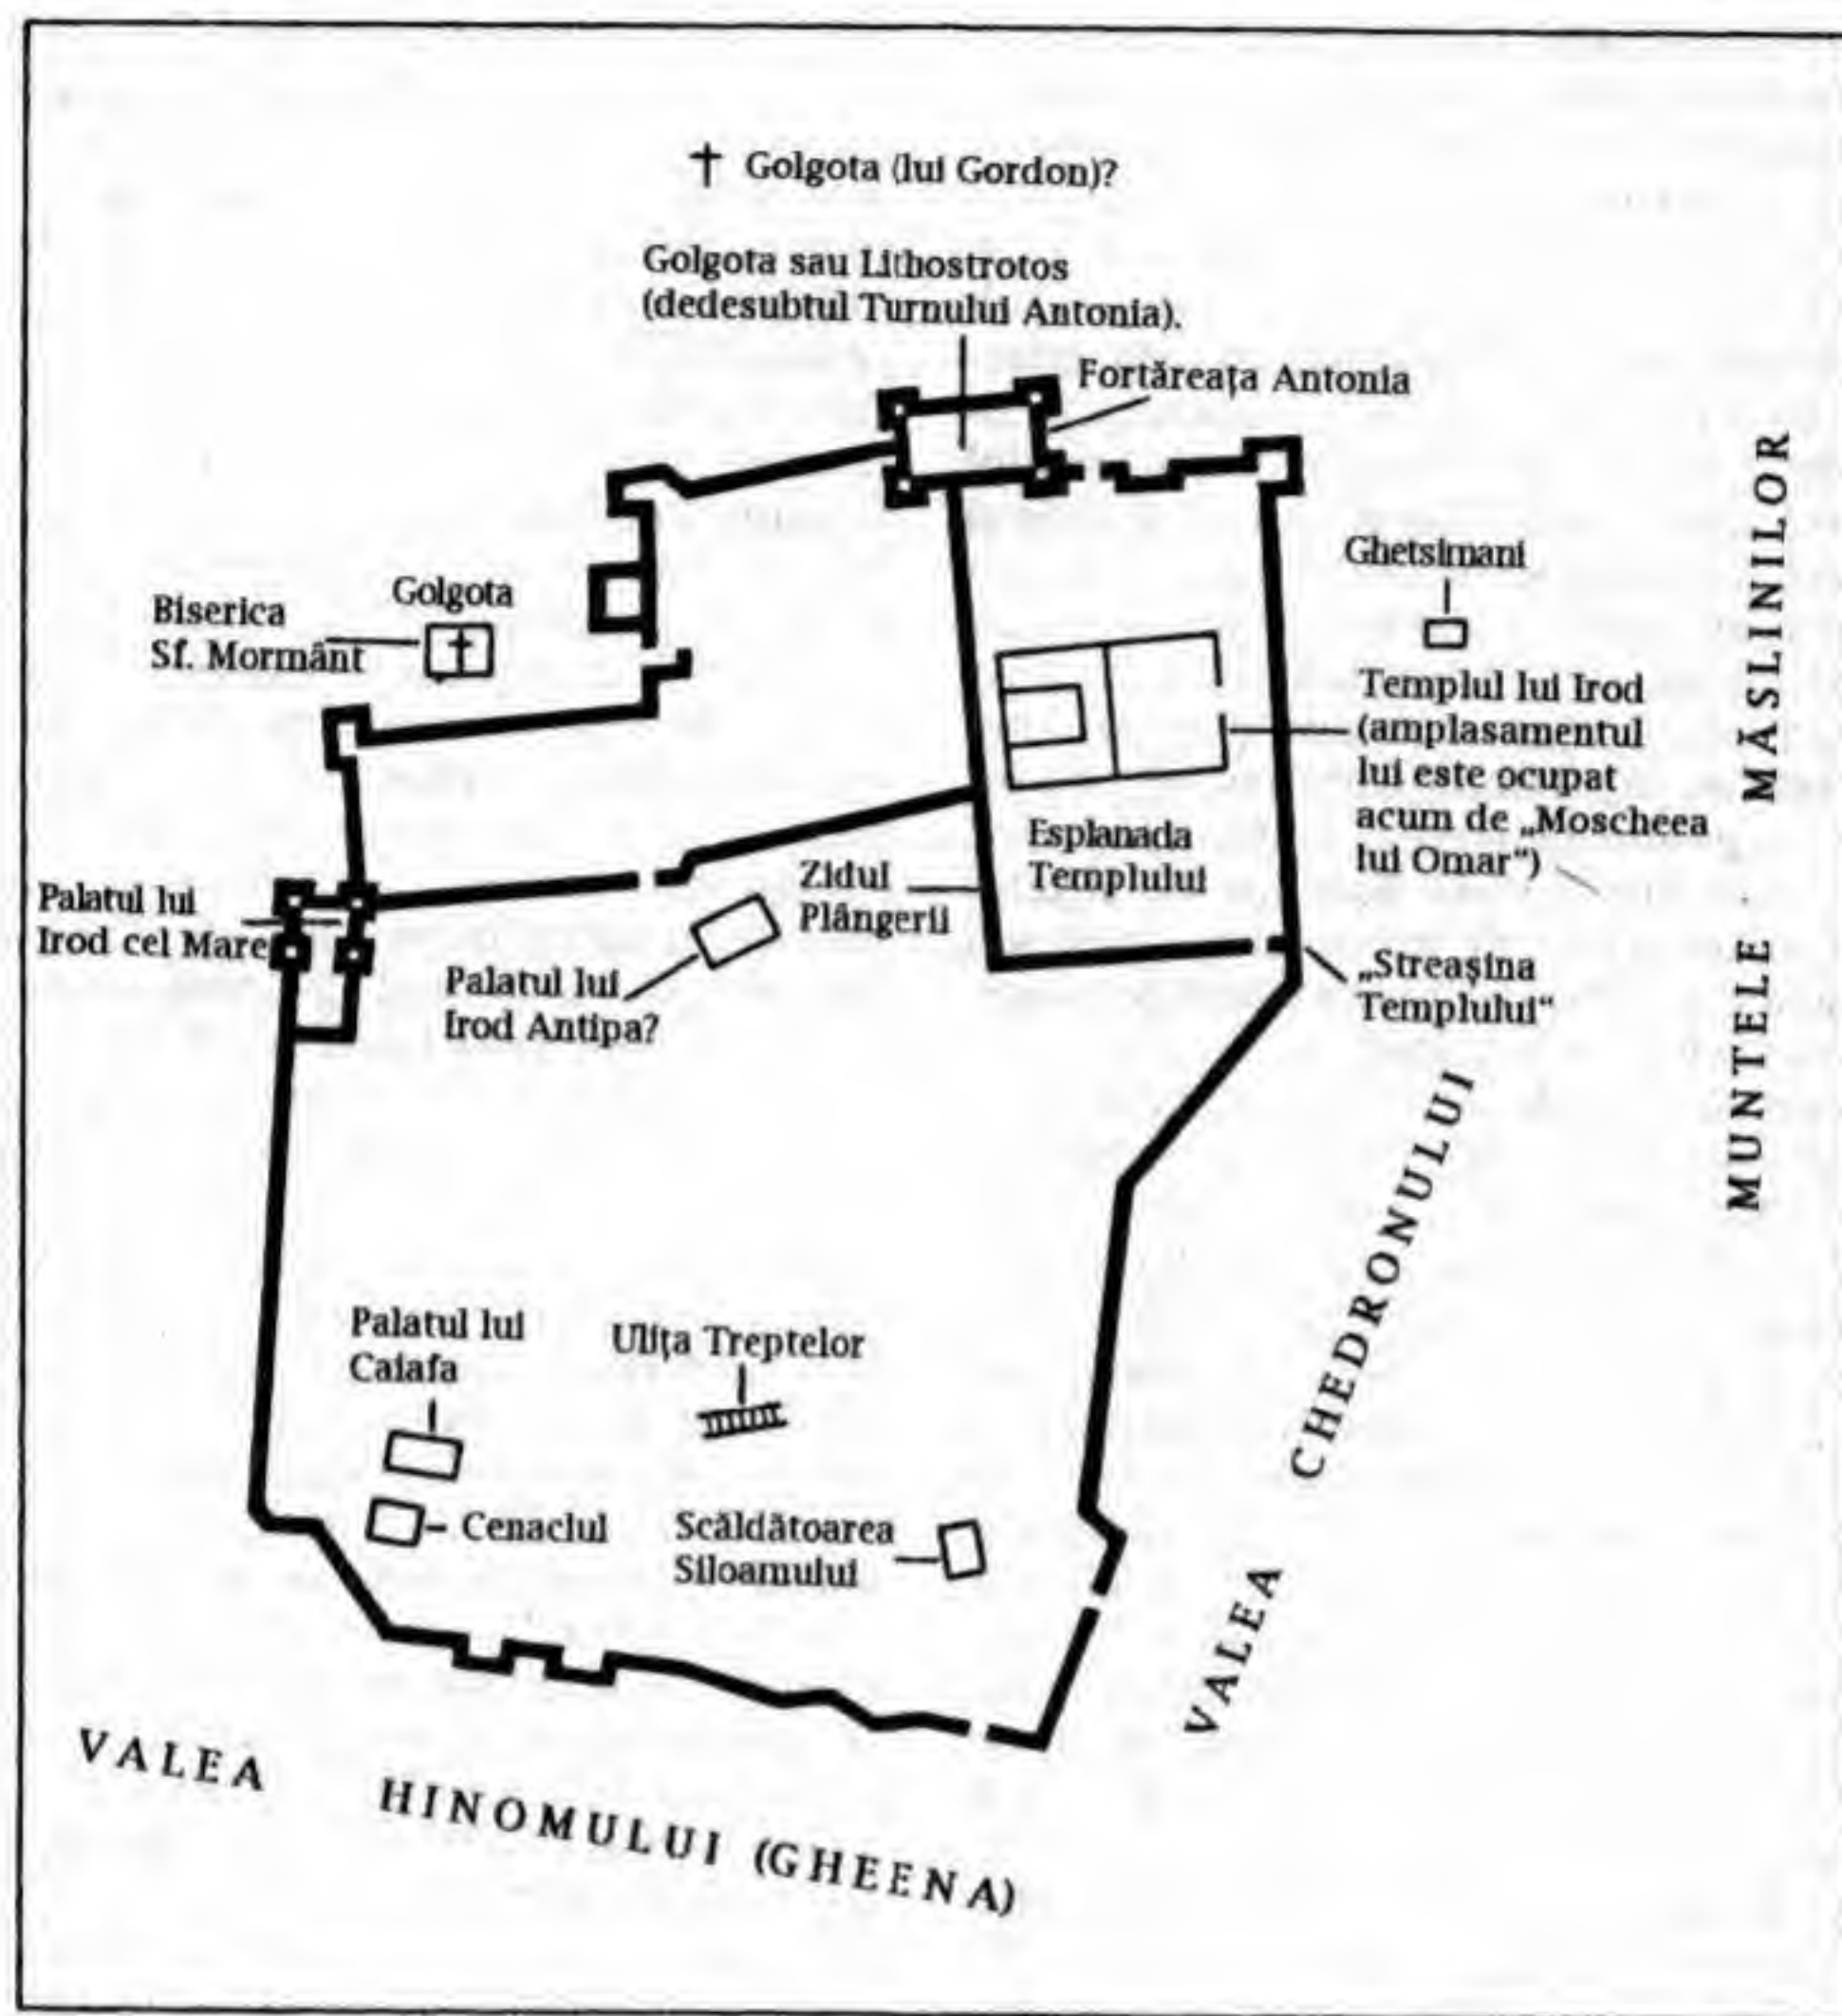 † Golgota (lui Gordon)?
Golgota sau Lithostrotos
(dedesubtul Turnului Antonia).
Fortăreața Antonia
Ghetsimani
Biserica
Sf. Mormânt
Golgota
Templul lui Irod
(amplasamentul
lui este ocupat
acum de „Moscheea
lui Omar“)
MUNTELE MĂSLINILOR
Esplanada
Templului
Zidul
Plângerii
Palatul lui
Irod cel Mare
Palatul lui
Irod Antipa?
„Streașina
Templului“
VALEA CHEDRONULUI
Palatul lui
Caiafa
Ulița Treptelor
Cenaclul
Scăldătoarea
Siloamului
VALEA HINOMULUI (GHEENA)